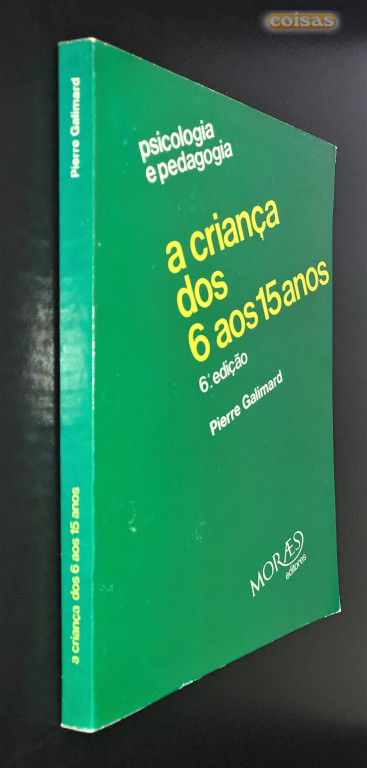 coisas
Pierre Galimard
a criança dos 6 aos 15 anos
psicologia
e pedagogia
a criança
dos
6 aos 15 anos
6.ª edição
Pierre Galimard
MORÆS
editores